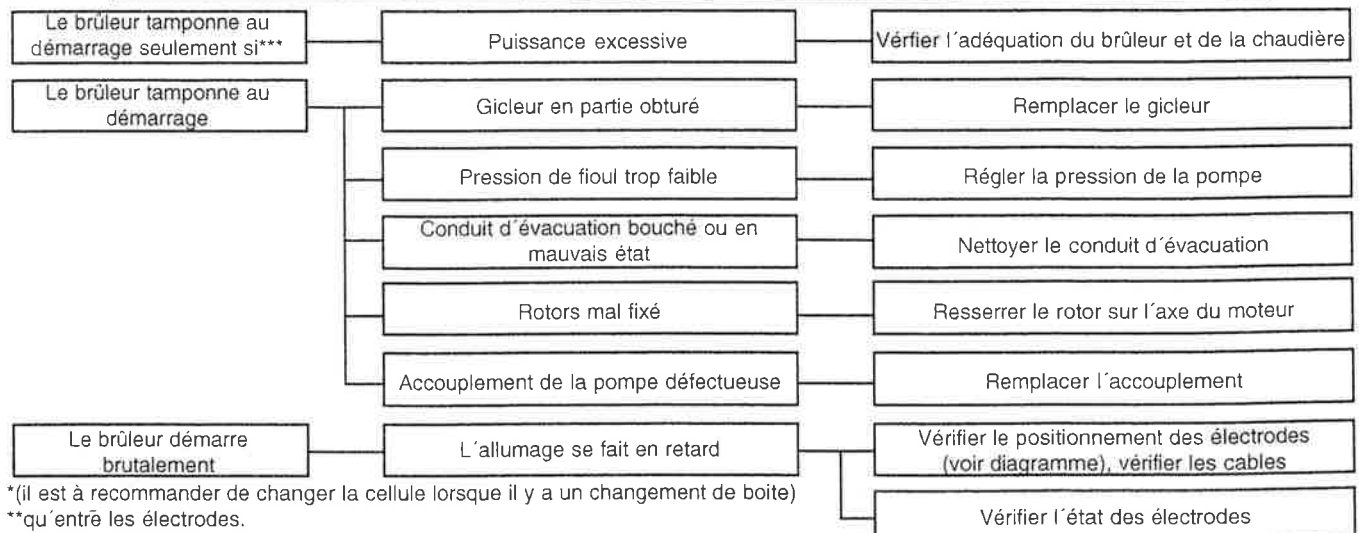 Le brûleur tamponne au
démarrage seulement si***
Puissance excessive
Vérfier l´adéquation du brûleur et de la chaudière
Le brûleur tamponne au
démarrage
Gicleur en partie obturé
Remplacer le gicleur
Pression de fioul trop faible
Régler la pression de la pompe
Conduit d´évacuation bouché ou en
mauvais état
Nettoyer le conduit d´évacuation
Rotors mal fixé
Resserrer le rotor sur l´axe du moteur
Accouplement de la pompe défectueuse
Remplacer l´accouplement
Le brûleur démarre
brutalement
L´allumage se fait en retard
Vérifier le positionnement des électrodes
(voir diagramme), vérifier les cables
Vérifier l´état des électrodes
*(il est à recommander de changer la cellule lorsque il y a un changement de boite)
**qu´entre les électrodes.